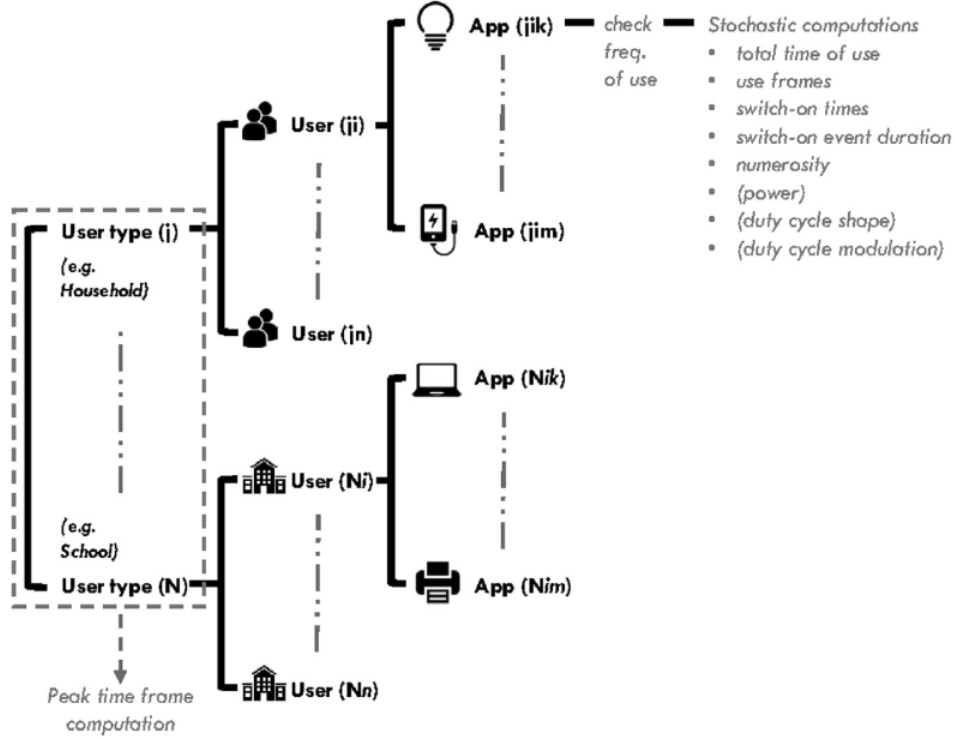 App (jik)
check
freq.
of use
Stochastic computations
• total time of use
• use frames
• switch-on times
• switch-on event duration
• numerosity
• (power)
• (duty cycle shape)
• (duty cycle modulation)
User (ji)
App (jim)
User type (j)
(e.g.
Household)
User (jn)
App (Nik)
User (Ni)
(e.g.
School)
User type (N)
App (Nim)
User (Nn)
Peak time frame
computation